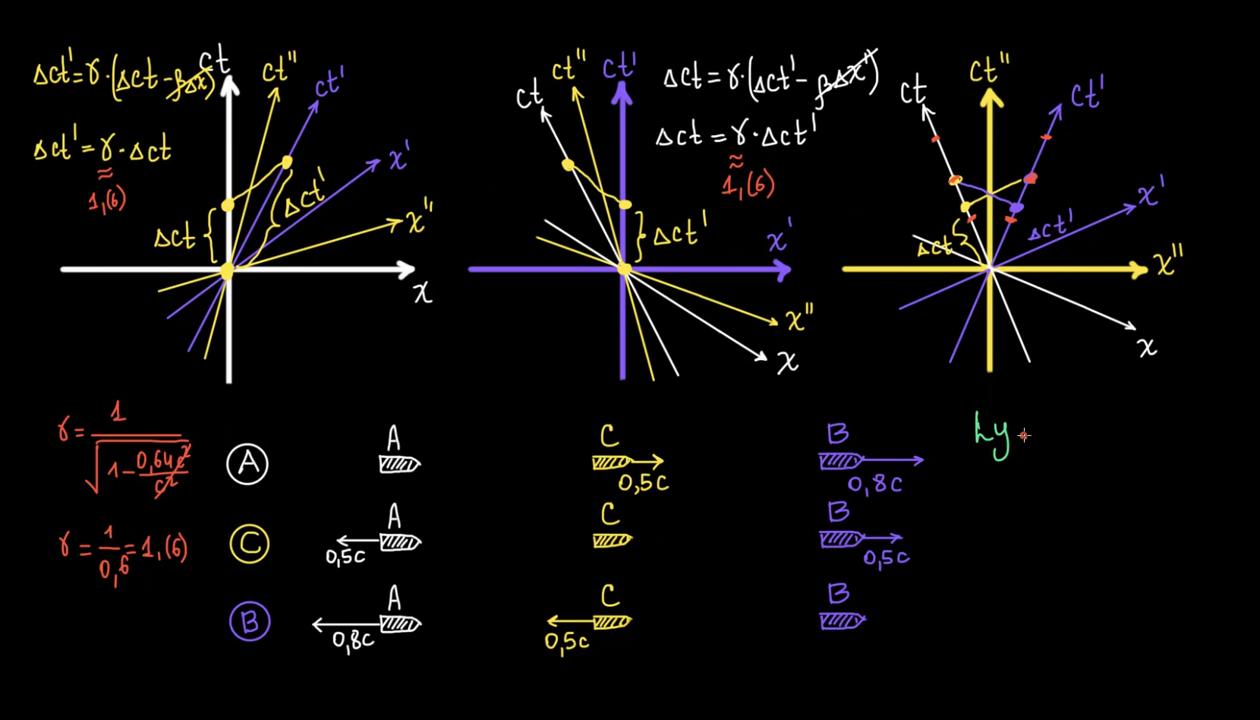 Δct' = γ·(Δct - βΔx)
Δct' = γ·Δct
≈
1,(6)
ct
ct''
ct'
x'
x''
x
Δct
Δct'
ct
ct''
ct'
Δct = γ·(Δct' - βΔx')
Δct = γ·Δct'
≈
1,(6)
Δct'
x'
x''
x
ct
ct''
ct'
x'
x''
x
Δct
Δct'
γ = 1/√(1 - 0,64c²/c²)
γ = 1/0,6 = 1,(6)
A
A
C
0,5c
B
0,8c
hy
C
A
0,5c
C
B
0,5c
B
A
0,8c
C
0,5c
B